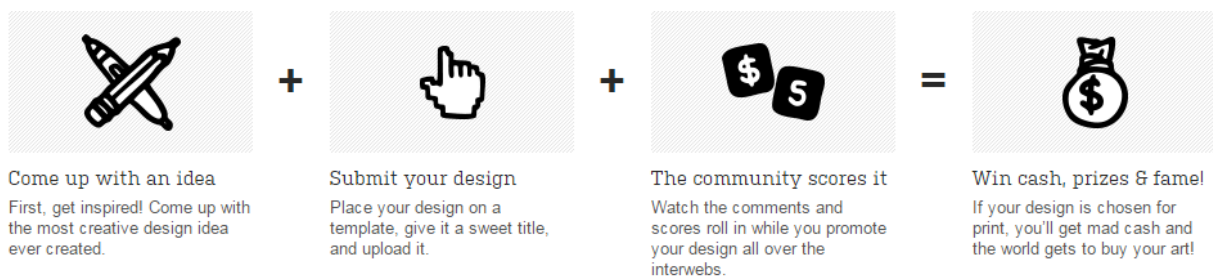 +
+
$
S
=
$
Come up with an idea
First, get inspired! Come up with
the most creative design idea
ever created.
Submit your design
Place your design on a
template, give it a sweet title,
and upload it.
The community scores it
Watch the comments and
scores roll in while you promote
your design all over the
interwebs.
Win cash, prizes & fame!
If your design is chosen for
print, you'll get mad cash and
the world gets to buy your art!